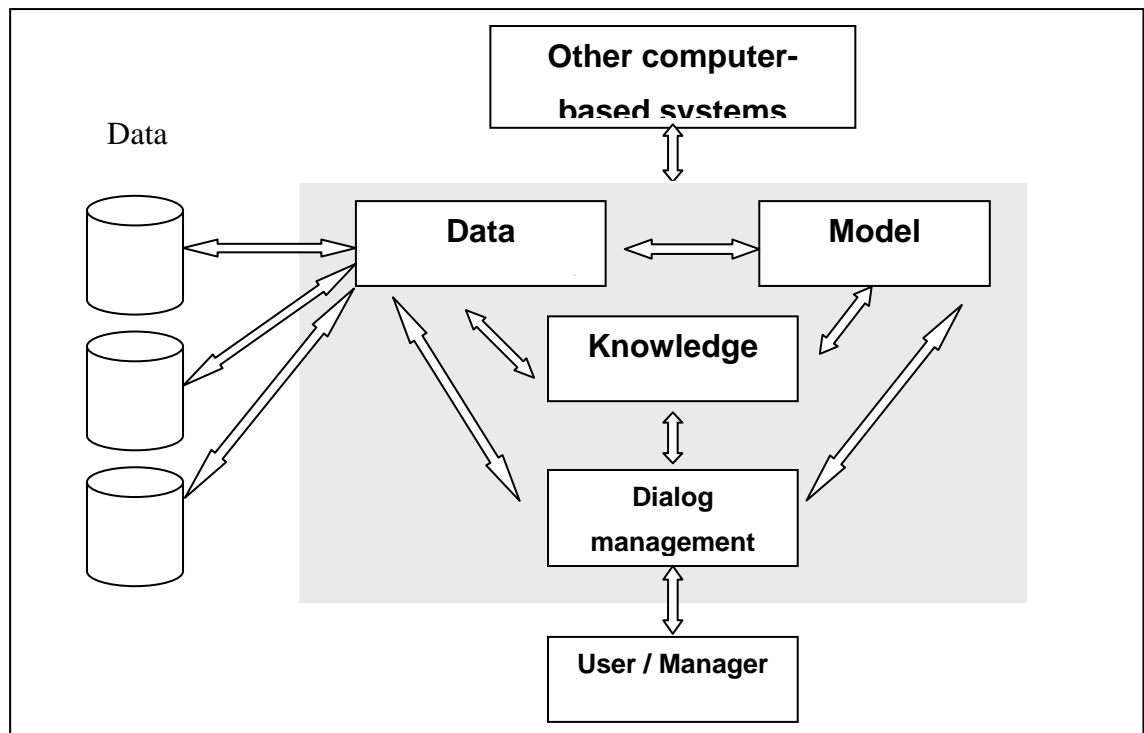 Other computer-
based systems
Data
Data
Model
Knowledge
Dialog
management
User / Manager